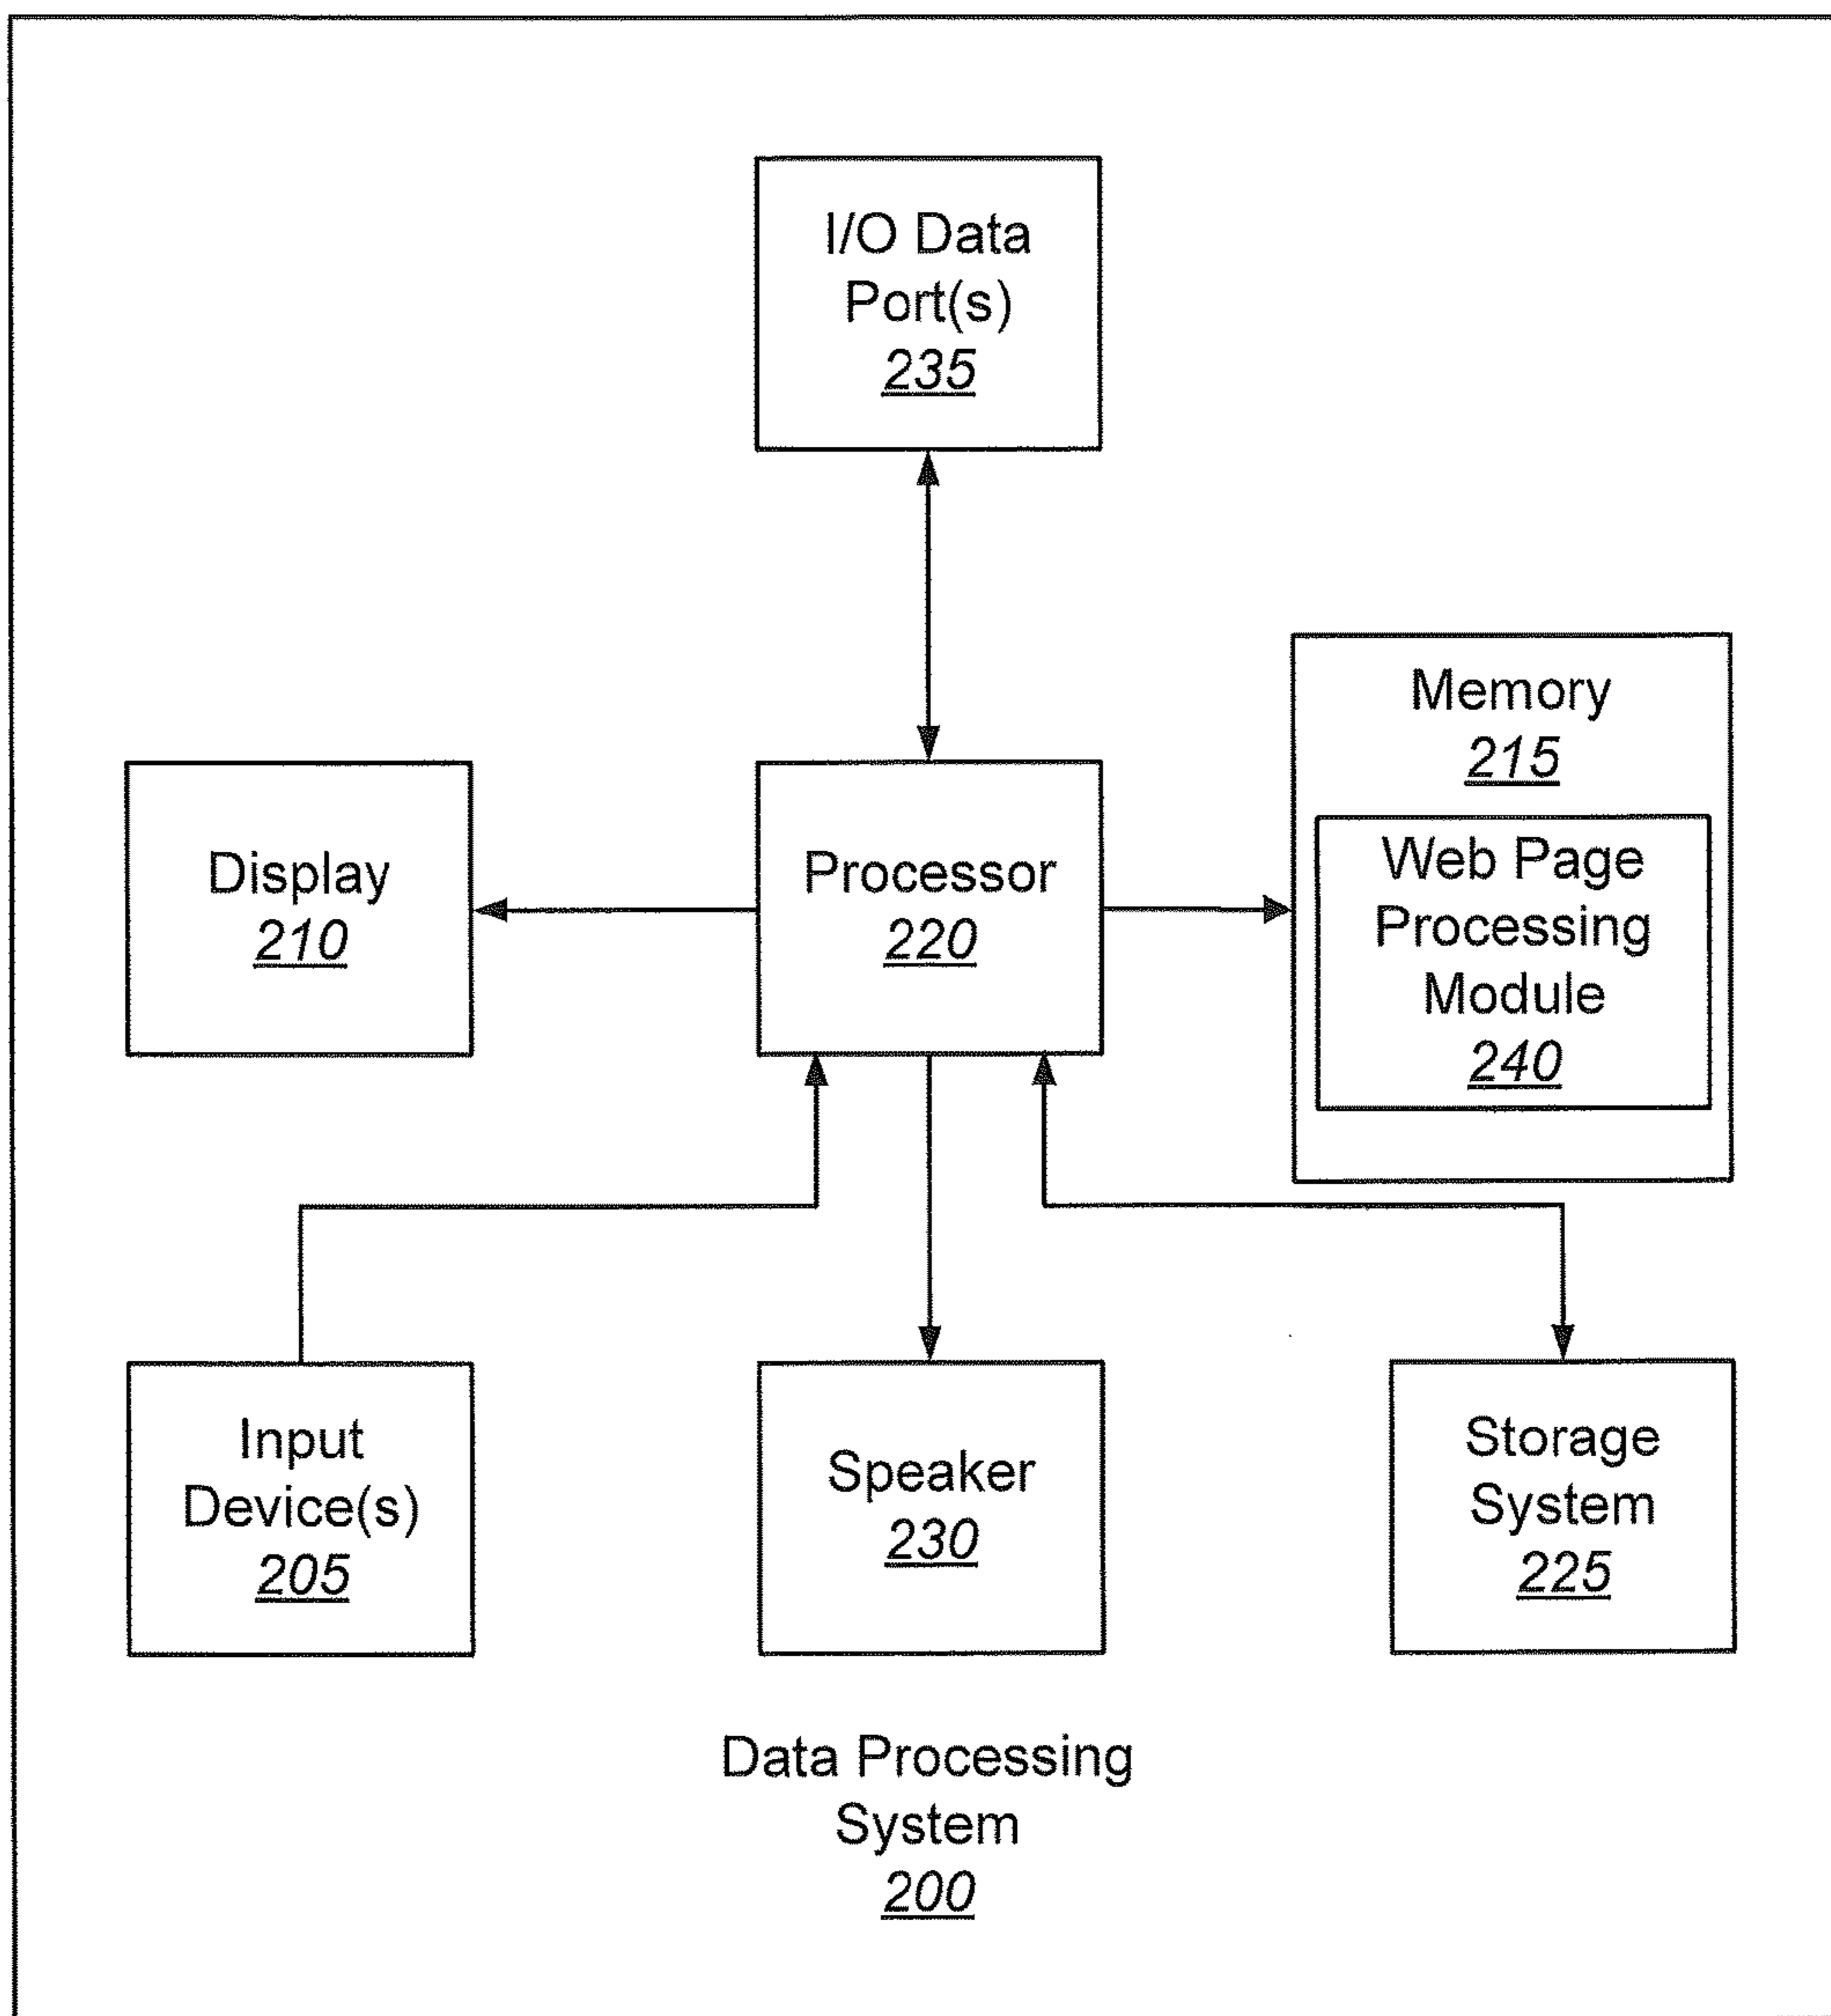 I/O Data
Port(s)
235
Memory
215
Web Page
Processing
Module
240
Display
210
Processor
220
Input
Device(s)
205
Speaker
230
Storage
System
225
Data Processing
System
200